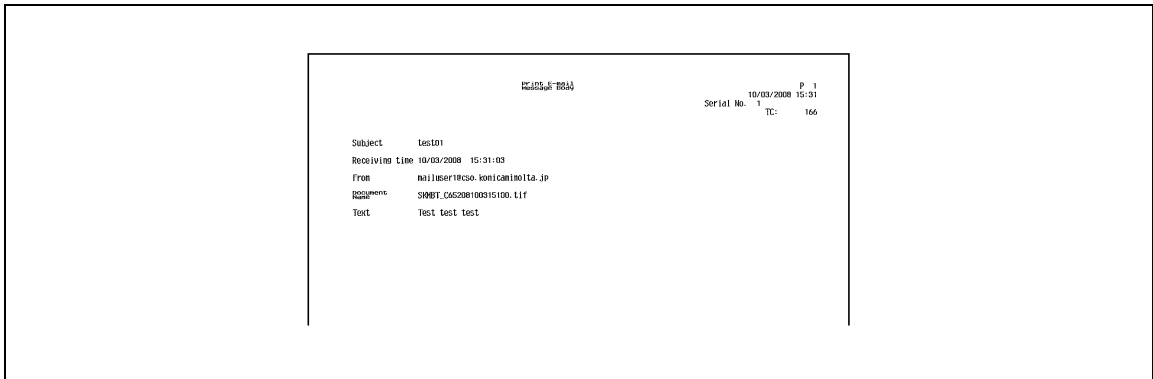 Print E-mail
Message Body
P 1
10/03/2008 15:31
Serial No. 1
TC: 166
Subject test01
Receiving time 10/03/2008 15:31:03
From mailuser1@cso.konicaminolta.jp
Document
Name SKMBT_C65208100315100.tif
Text Test test test